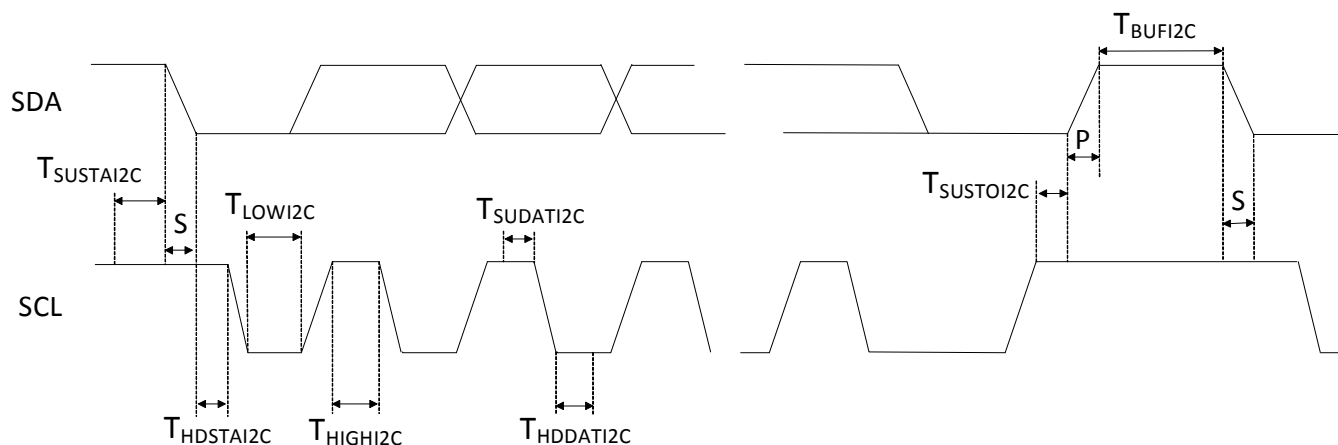 T_BUFI2C
SDA
P
T_SUSTAI2C
T_SUSTOI2C
T_LOWI2C
T_SUDATI2C
S
S
SCL
T_HDSTAI2C
T_HIGHI2C
T_HDDATI2C